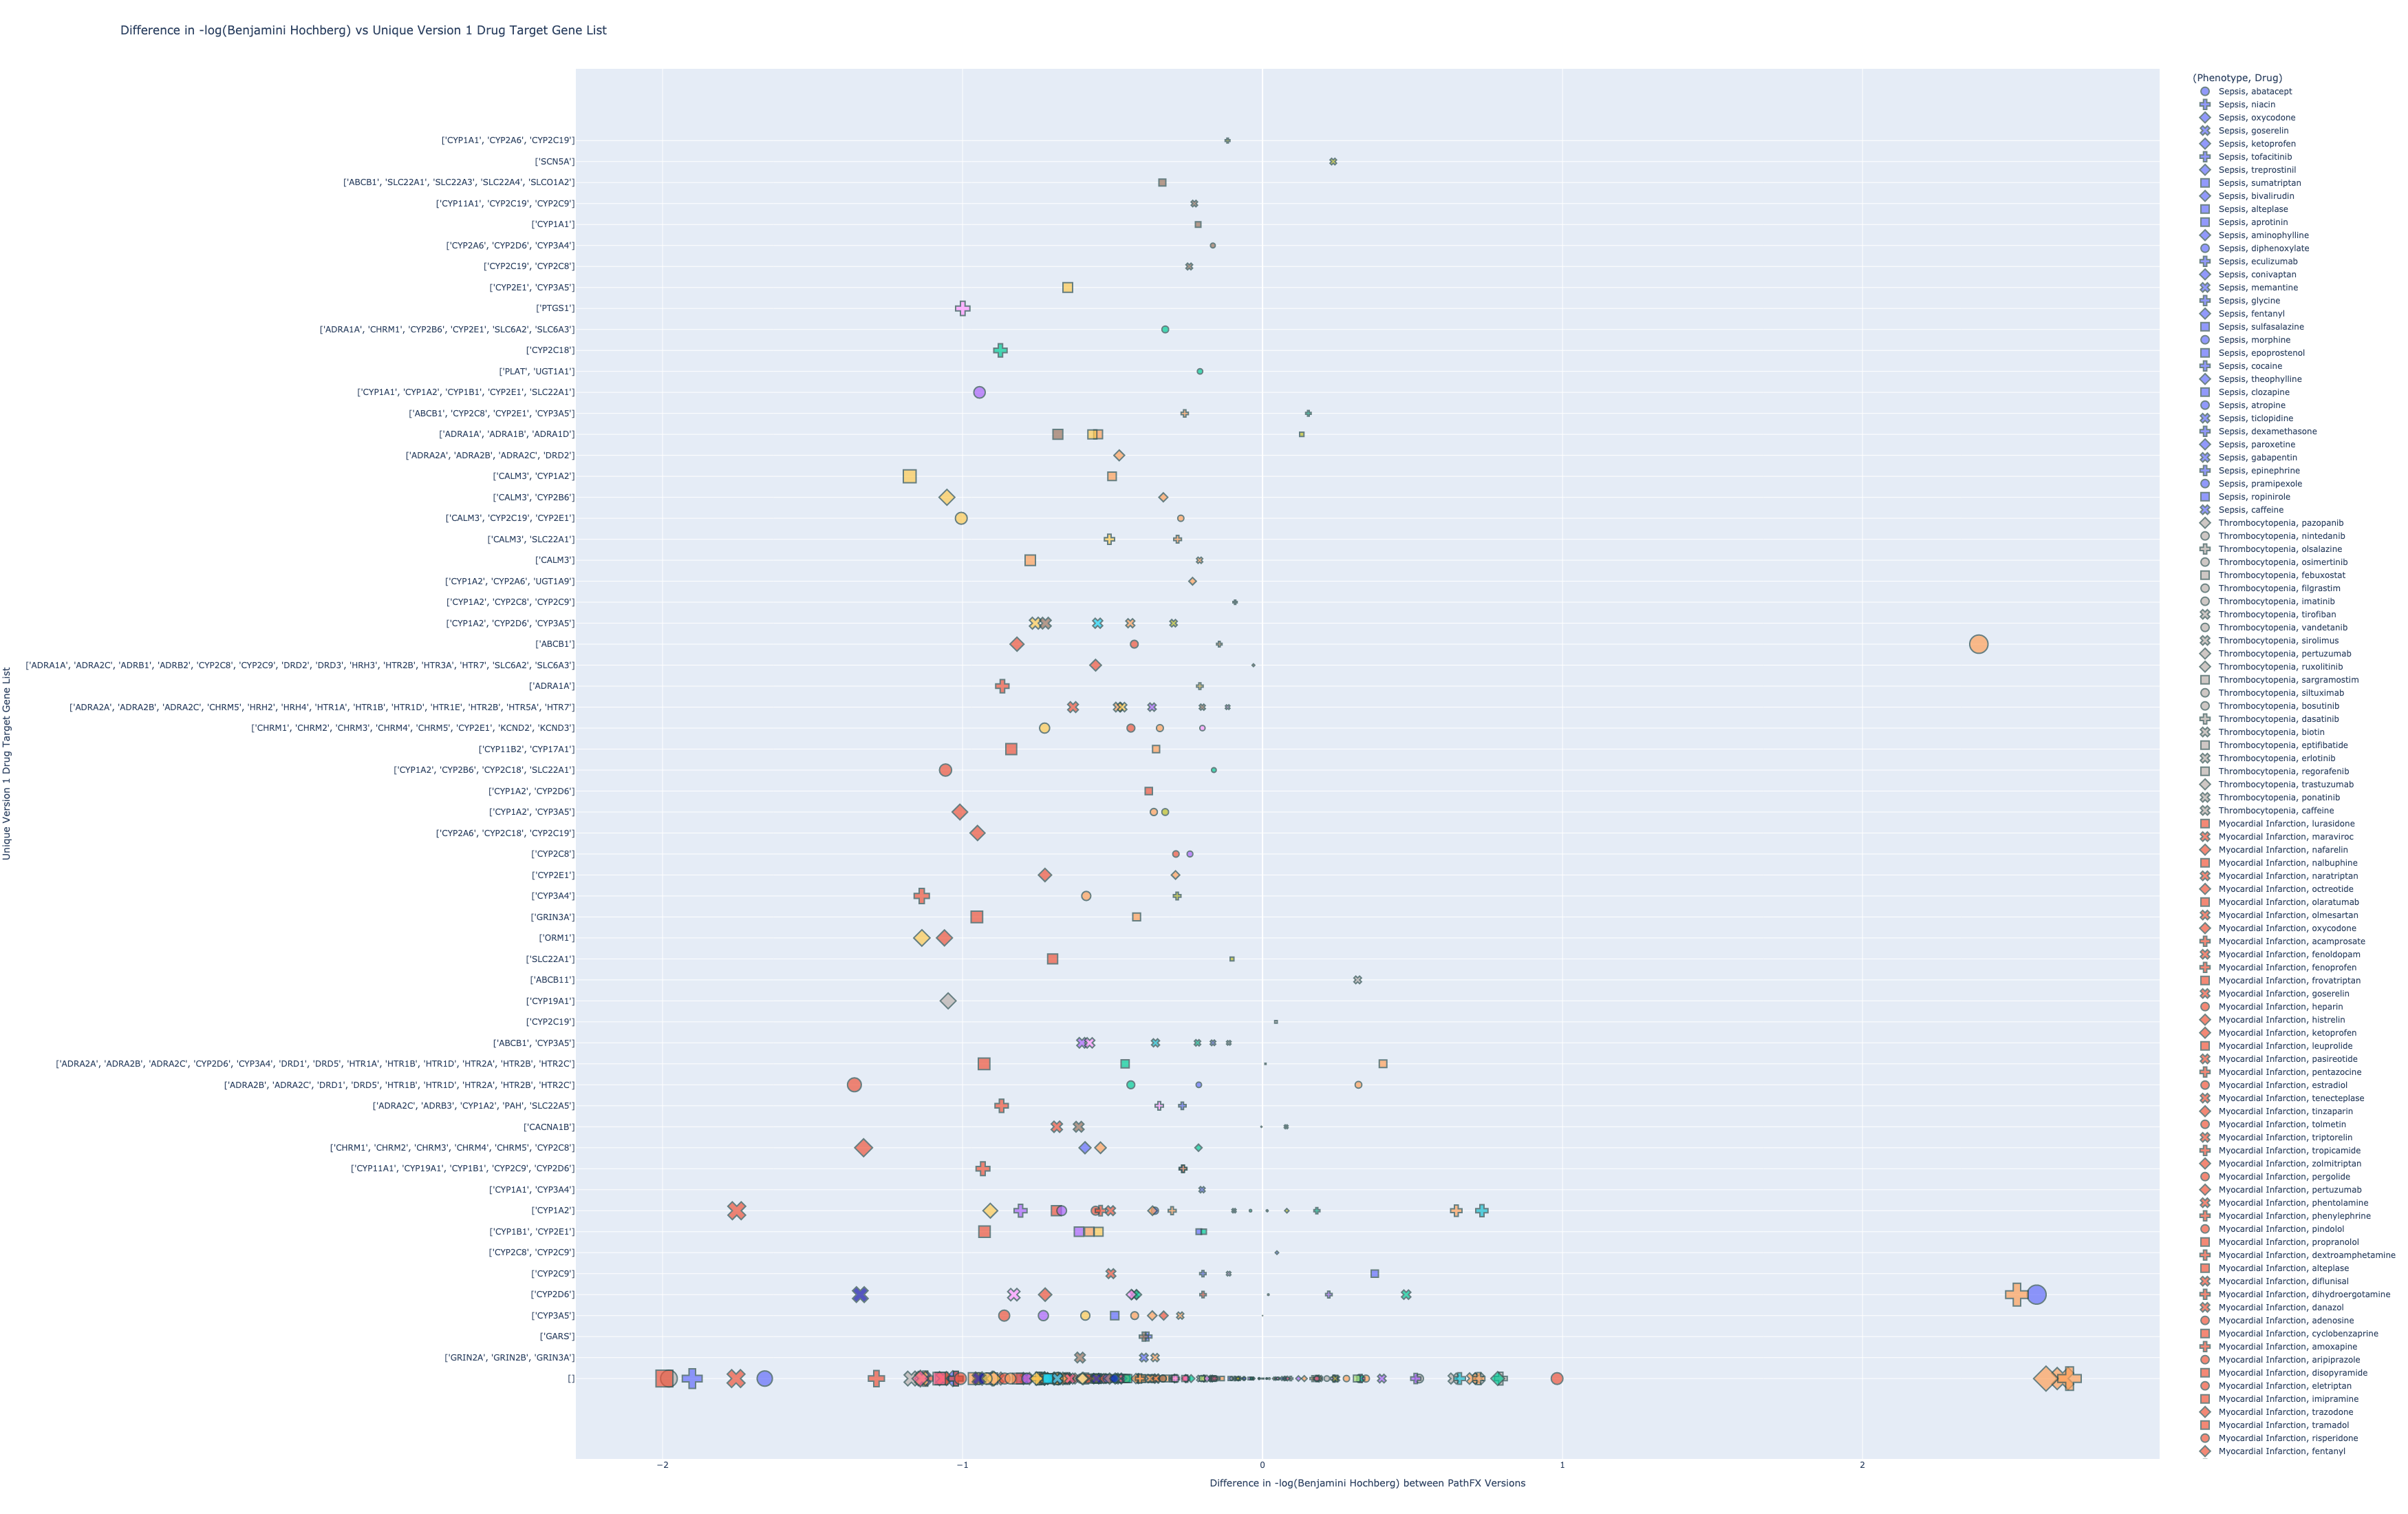 Difference in -log(Benjamini Hochberg) vs Unique Version 1 Drug Target Gene List
Unique Version 1 Drug Target Gene List
['CYP1A1', 'CYP2A6', 'CYP2C19']
['SCN5A']
['ABCB1', 'SLC22A1', 'SLC22A3', 'SLC22A4', 'SLCO1A2']
['CYP11A1', 'CYP2C19', 'CYP2C9']
['CYP1A1']
['CYP2A6', 'CYP2D6', 'CYP3A4']
['CYP2C19', 'CYP2C8']
['CYP2E1', 'CYP3A5']
['PTGS1']
['ADRA1A', 'CHRM1', 'CYP2B6', 'CYP2E1', 'SLC6A2', 'SLC6A3']
['CYP2C18']
['PLAT', 'UGT1A1']
['CYP1A1', 'CYP1A2', 'CYP1B1', 'CYP2E1', 'SLC22A1']
['ABCB1', 'CYP2C8', 'CYP2E1', 'CYP3A5']
['ADRA1A', 'ADRA1B', 'ADRA1D']
['ADRA2A', 'ADRA2B', 'ADRA2C', 'DRD2']
['CALM3', 'CYP1A2']
['CALM3', 'CYP2B6']
['CALM3', 'CYP2C19', 'CYP2E1']
['CALM3', 'SLC22A1']
['CALM3']
['CYP1A2', 'CYP2A6', 'UGT1A9']
['CYP1A2', 'CYP2C8', 'CYP2C9']
['CYP1A2', 'CYP2D6', 'CYP3A5']
['ABCB1']
['ADRA1A', 'ADRA2C', 'ADRB1', 'ADRB2', 'CYP2C8', 'CYP2C9', 'DRD2', 'DRD3', 'HRH3', 'HTR2B', 'HTR3A', 'HTR7', 'SLC6A2', 'SLC6A3']
['ADRA1A']
['ADRA2A', 'ADRA2B', 'ADRA2C', 'CHRM5', 'HRH2', 'HRH4', 'HTR1A', 'HTR1B', 'HTR1D', 'HTR1E', 'HTR2B', 'HTR5A', 'HTR7']
['CHRM1', 'CHRM2', 'CHRM3', 'CHRM4', 'CHRM5', 'CYP2E1', 'KCND2', 'KCND3']
['CYP11B2', 'CYP17A1']
['CYP1A2', 'CYP2B6', 'CYP2C18', 'SLC22A1']
['CYP1A2', 'CYP2D6']
['CYP1A2', 'CYP3A5']
['CYP2A6', 'CYP2C18', 'CYP2C19']
['CYP2C8']
['CYP2E1']
['CYP3A4']
['GRIN3A']
['ORM1']
['SLC22A1']
['ABCB11']
['CYP19A1']
['CYP2C19']
['ABCB1', 'CYP3A5']
['ADRA2A', 'ADRA2B', 'ADRA2C', 'CYP2D6', 'CYP3A4', 'DRD1', 'DRD5', 'HTR1A', 'HTR1B', 'HTR1D', 'HTR2A', 'HTR2B', 'HTR2C']
['ADRA2B', 'ADRA2C', 'DRD1', 'DRD5', 'HTR1B', 'HTR1D', 'HTR2A', 'HTR2B', 'HTR2C']
['ADRA2C', 'ADRB3', 'CYP1A2', 'PAH', 'SLC22A5']
['CACNA1B']
['CHRM1', 'CHRM2', 'CHRM3', 'CHRM4', 'CHRM5', 'CYP2C8']
['CYP11A1', 'CYP19A1', 'CYP1B1', 'CYP2C9', 'CYP2D6']
['CYP1A1', 'CYP3A4']
['CYP1A2']
['CYP1B1', 'CYP2E1']
['CYP2C8', 'CYP2C9']
['CYP2C9']
['CYP2D6']
['CYP3A5']
['GARS']
['GRIN2A', 'GRIN2B', 'GRIN3A']
[]
−2
−1
0
1
2
Difference in -log(Benjamini Hochberg) between PathFX Versions
(Phenotype, Drug)
Sepsis, abatacept
Sepsis, niacin
Sepsis, oxycodone
Sepsis, goserelin
Sepsis, ketoprofen
Sepsis, tofacitinib
Sepsis, treprostinil
Sepsis, sumatriptan
Sepsis, bivalirudin
Sepsis, alteplase
Sepsis, aprotinin
Sepsis, aminophylline
Sepsis, diphenoxylate
Sepsis, eculizumab
Sepsis, conivaptan
Sepsis, memantine
Sepsis, glycine
Sepsis, fentanyl
Sepsis, sulfasalazine
Sepsis, morphine
Sepsis, epoprostenol
Sepsis, cocaine
Sepsis, theophylline
Sepsis, clozapine
Sepsis, atropine
Sepsis, ticlopidine
Sepsis, dexamethasone
Sepsis, paroxetine
Sepsis, gabapentin
Sepsis, epinephrine
Sepsis, pramipexole
Sepsis, ropinirole
Sepsis, caffeine
Thrombocytopenia, pazopanib
Thrombocytopenia, nintedanib
Thrombocytopenia, olsalazine
Thrombocytopenia, osimertinib
Thrombocytopenia, febuxostat
Thrombocytopenia, filgrastim
Thrombocytopenia, imatinib
Thrombocytopenia, tirofiban
Thrombocytopenia, vandetanib
Thrombocytopenia, sirolimus
Thrombocytopenia, pertuzumab
Thrombocytopenia, ruxolitinib
Thrombocytopenia, sargramostim
Thrombocytopenia, siltuximab
Thrombocytopenia, bosutinib
Thrombocytopenia, dasatinib
Thrombocytopenia, biotin
Thrombocytopenia, eptifibatide
Thrombocytopenia, erlotinib
Thrombocytopenia, regorafenib
Thrombocytopenia, trastuzumab
Thrombocytopenia, ponatinib
Thrombocytopenia, caffeine
Myocardial Infarction, lurasidone
Myocardial Infarction, maraviroc
Myocardial Infarction, nafarelin
Myocardial Infarction, nalbuphine
Myocardial Infarction, naratriptan
Myocardial Infarction, octreotide
Myocardial Infarction, olaratumab
Myocardial Infarction, olmesartan
Myocardial Infarction, oxycodone
Myocardial Infarction, acamprosate
Myocardial Infarction, fenoldopam
Myocardial Infarction, fenoprofen
Myocardial Infarction, frovatriptan
Myocardial Infarction, goserelin
Myocardial Infarction, heparin
Myocardial Infarction, histrelin
Myocardial Infarction, ketoprofen
Myocardial Infarction, leuprolide
Myocardial Infarction, pasireotide
Myocardial Infarction, pentazocine
Myocardial Infarction, estradiol
Myocardial Infarction, tenecteplase
Myocardial Infarction, tinzaparin
Myocardial Infarction, tolmetin
Myocardial Infarction, triptorelin
Myocardial Infarction, tropicamide
Myocardial Infarction, zolmitriptan
Myocardial Infarction, pergolide
Myocardial Infarction, pertuzumab
Myocardial Infarction, phentolamine
Myocardial Infarction, phenylephrine
Myocardial Infarction, pindolol
Myocardial Infarction, propranolol
Myocardial Infarction, dextroamphetamine
Myocardial Infarction, alteplase
Myocardial Infarction, diflunisal
Myocardial Infarction, dihydroergotamine
Myocardial Infarction, danazol
Myocardial Infarction, adenosine
Myocardial Infarction, cyclobenzaprine
Myocardial Infarction, amoxapine
Myocardial Infarction, aripiprazole
Myocardial Infarction, disopyramide
Myocardial Infarction, eletriptan
Myocardial Infarction, imipramine
Myocardial Infarction, trazodone
Myocardial Infarction, tramadol
Myocardial Infarction, risperidone
Myocardial Infarction, fentanyl